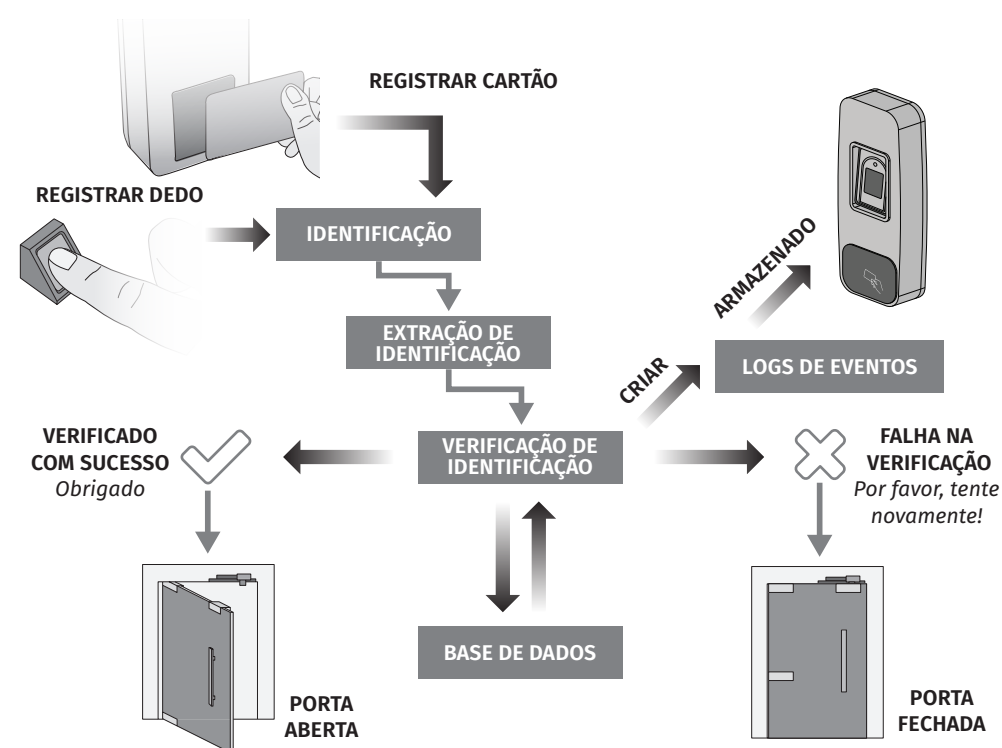 REGISTRAR CARTÃO
REGISTRAR DEDO
IDENTIFICAÇÃO
ARMAZENADO
EXTRAÇÃO DE
IDENTIFICAÇÃO
CRIAR
LOGS DE EVENTOS
VERIFICADO
COM SUCESSO
Obrigado
VERIFICAÇÃO DE
IDENTIFICAÇÃO
FALHA NA
VERIFICAÇÃO
Por favor, tente
novamente!
BASE DE DADOS
PORTA
ABERTA
PORTA
FECHADA